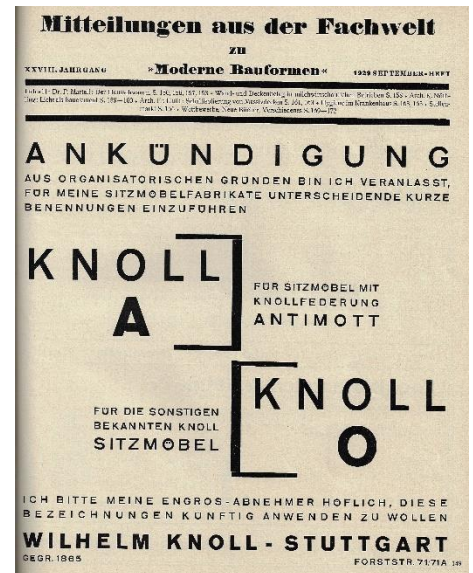 Mitteilungen aus der Fachwelt
zu
XXVIII. JAHRGANG »Moderne Bauformen« 1929 SEPTEMBER-HEFT
ANKÜNDIGUNG
AUS ORGANISATORISCHEN GRÜNDEN BIN ICH VERANLASST,
FÜR MEINE SITZMÖBELFABRIKATE UNTERSCHEIDENDE KURZE
BENENNUNGEN EINZUFÜHREN
KNOLL
A
FÜR SITZMÖBEL MIT
KNOLLFEDERUNG
ANTIMOTT
KNOLL
O
FÜR DIE SONSTIGEN
BEKANNTEN KNOLL
SITZMÖBEL
ICH BITTE MEINE ENGROS-ABNEHMER HÖFLICH, DIESE
BEZEICHNUNGEN KÜNFTIG ANWENDEN ZU WOLLEN
WILHELM KNOLL - STUTTGART
GEGR. 1865 FORSTSTR. 71/71A 149